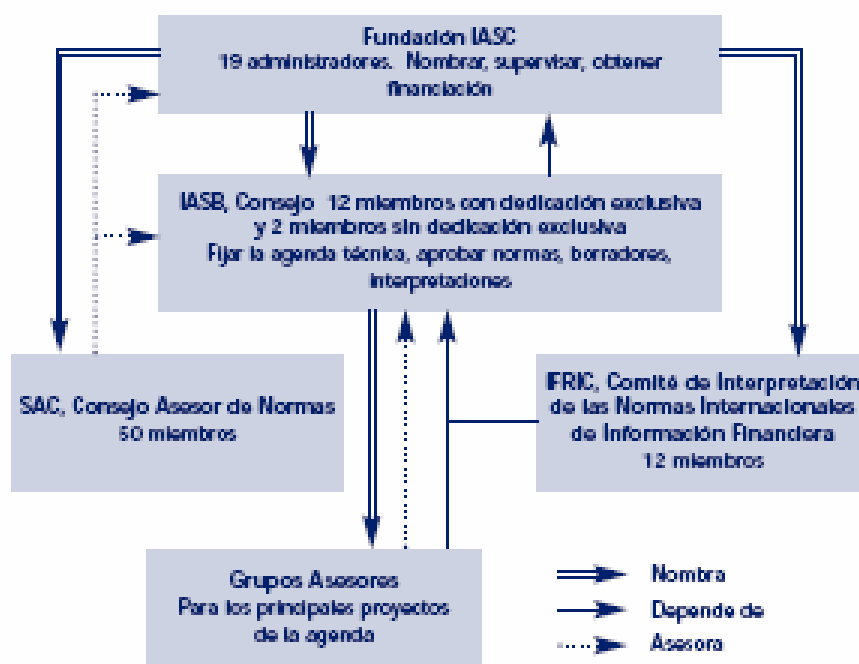 Fundación IASC
19 administradores. Nombrar, supervisar, obtener
financiación
IASB, Consejo 12 miembros con dedicación exclusiva
y 2 miembros sin dedicación exclusiva
Fijar la agenda técnica, aprobar normas, borradores,
interpretaciones
SAC, Consejo Asesor de Normas
50 miembros
IFRIC, Comité de Interpretación
de las Normas Internacionales
de Información Financiera
12 miembros
Grupos Asesores
Para los principales proyectos
de la agenda
Nombra
Depende de
Asesora